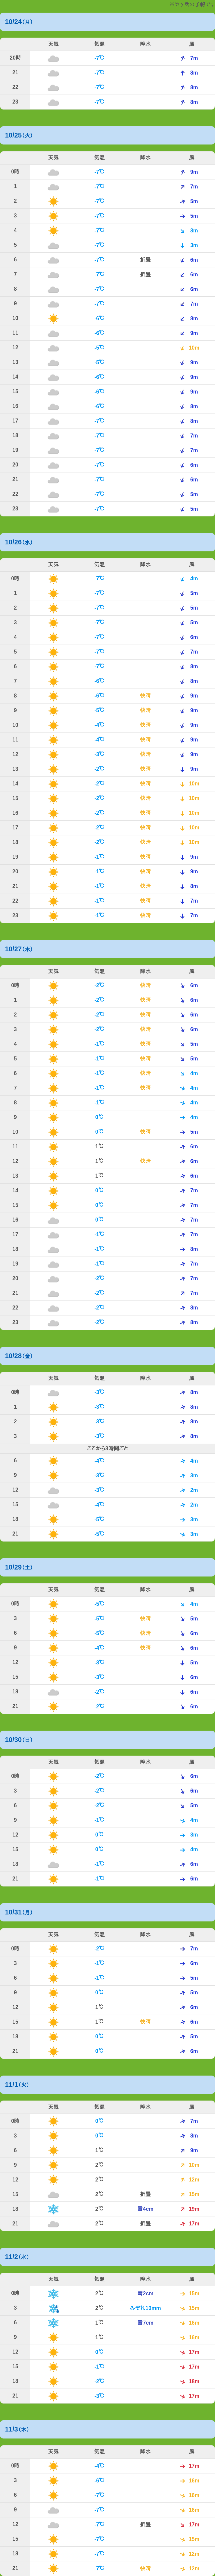 10/24(月)
天気 気温 降水 風
20時 -7℃ 7m
21 -7℃ 8m
22 -7℃ 8m
23 -7℃ 8m
10/25(火)
天気 気温 降水 風
0時 -7℃ 9m
1 -7℃ 7m
2 -7℃ 5m
3 -7℃ 5m
4 -7℃ 3m
5 -7℃ 3m
6 -7℃ 折畳 6m
7 -7℃ 折畳 6m
8 -7℃ 6m
9 -7℃ 7m
10 -6℃ 8m
11 -6℃ 9m
12 -5℃ 10m
13 -5℃ 9m
14 -6℃ 9m
15 -6℃ 9m
16 -6℃ 8m
17 -7℃ 8m
18 -7℃ 7m
19 -7℃ 7m
20 -7℃ 6m
21 -7℃ 6m
22 -7℃ 5m
23 -7℃ 5m
10/26(水)
天気 気温 降水 風
0時 -7℃ 4m
1 -7℃ 5m
2 -7℃ 5m
3 -7℃ 5m
4 -7℃ 6m
5 -7℃ 7m
6 -7℃ 8m
7 -6℃ 8m
8 -6℃ 快晴 9m
9 -5℃ 快晴 9m
10 -4℃ 快晴 9m
11 -4℃ 快晴 9m
12 -3℃ 快晴 9m
13 -2℃ 快晴 9m
14 -2℃ 快晴 10m
15 -2℃ 快晴 10m
16 -2℃ 快晴 10m
17 -2℃ 快晴 10m
18 -2℃ 快晴 10m
19 -1℃ 快晴 9m
20 -1℃ 快晴 9m
21 -1℃ 快晴 8m
22 -1℃ 快晴 7m
23 -1℃ 快晴 7m
10/27(木)
天気 気温 降水 風
0時 -2℃ 快晴 6m
1 -2℃ 快晴 6m
2 -2℃ 快晴 6m
3 -2℃ 快晴 6m
4 -1℃ 快晴 5m
5 -1℃ 快晴 5m
6 -1℃ 快晴 4m
7 -1℃ 快晴 4m
8 -1℃ 4m
9 0℃ 4m
10 0℃ 快晴 5m
11 1℃ 6m
12 1℃ 快晴 6m
13 1℃ 6m
14 0℃ 7m
15 0℃ 7m
16 0℃ 7m
17 -1℃ 7m
18 -1℃ 8m
19 -1℃ 7m
20 -2℃ 7m
21 -2℃ 7m
22 -2℃ 8m
23 -2℃ 8m
10/28(金)
天気 気温 降水 風
0時 -3℃ 8m
1 -3℃ 8m
2 -3℃ 8m
3 -3℃ 8m
ここから3時間ごと
6 -4℃ 4m
9 -3℃ 3m
12 -3℃ 2m
15 -4℃ 2m
18 -5℃ 3m
21 -5℃ 3m
10/29(土)
天気 気温 降水 風
0時 -5℃ 4m
3 -5℃ 快晴 5m
6 -5℃ 快晴 6m
9 -4℃ 快晴 6m
12 -3℃ 5m
15 -3℃ 6m
18 -2℃ 6m
21 -2℃ 6m
10/30(日)
天気 気温 降水 風
0時 -2℃ 6m
3 -2℃ 6m
6 -2℃ 5m
9 -1℃ 4m
12 0℃ 3m
15 0℃ 4m
18 -1℃ 6m
21 -1℃ 6m
10/31(月)
天気 気温 降水 風
0時 -2℃ 7m
3 -1℃ 6m
6 -1℃ 5m
9 0℃ 5m
12 1℃ 6m
15 1℃ 快晴 6m
18 0℃ 5m
21 0℃ 6m
11/1(火)
天気 気温 降水 風
0時 0℃ 7m
3 0℃ 8m
6 1℃ 9m
9 2℃ 10m
12 2℃ 12m
15 2℃ 折畳 15m
18 2℃ 雪4cm 19m
21 2℃ 折畳 17m
11/2(水)
天気 気温 降水 風
0時 2℃ 雪2cm 15m
3 2℃ みぞれ10mm 15m
6 1℃ 雪7cm 16m
9 1℃ 16m
12 0℃ 17m
15 -1℃ 17m
18 -2℃ 18m
21 -3℃ 17m
11/3(木)
天気 気温 降水 風
0時 -4℃ 17m
3 -6℃ 16m
6 -7℃ 16m
9 -7℃ 16m
12 -7℃ 折畳 17m
15 -7℃ 15m
18 -7℃ 12m
21 -7℃ 快晴 12m